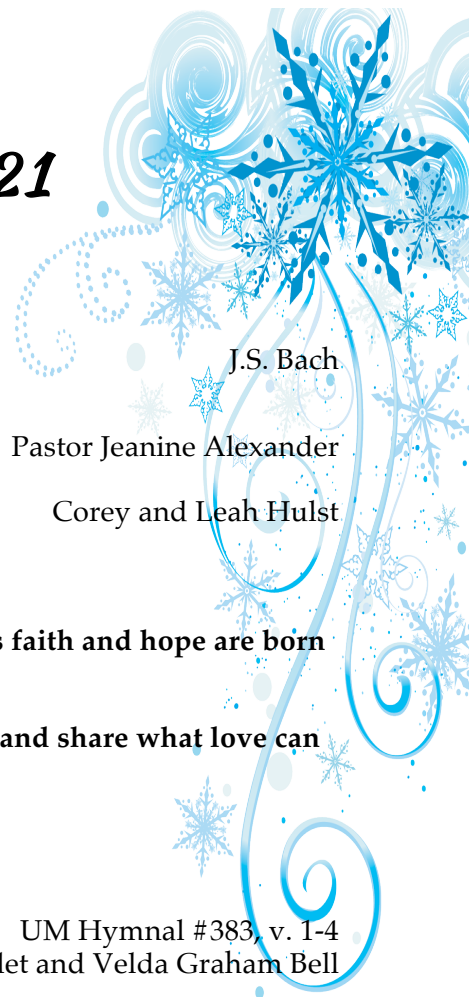 21
J.S. Bach
Pastor Jeanine Alexander
Corey and Leah Hulst
s faith and hope are born
and share what love can
UM Hymnal #383, v. 1-4
let and Velda Graham Bell